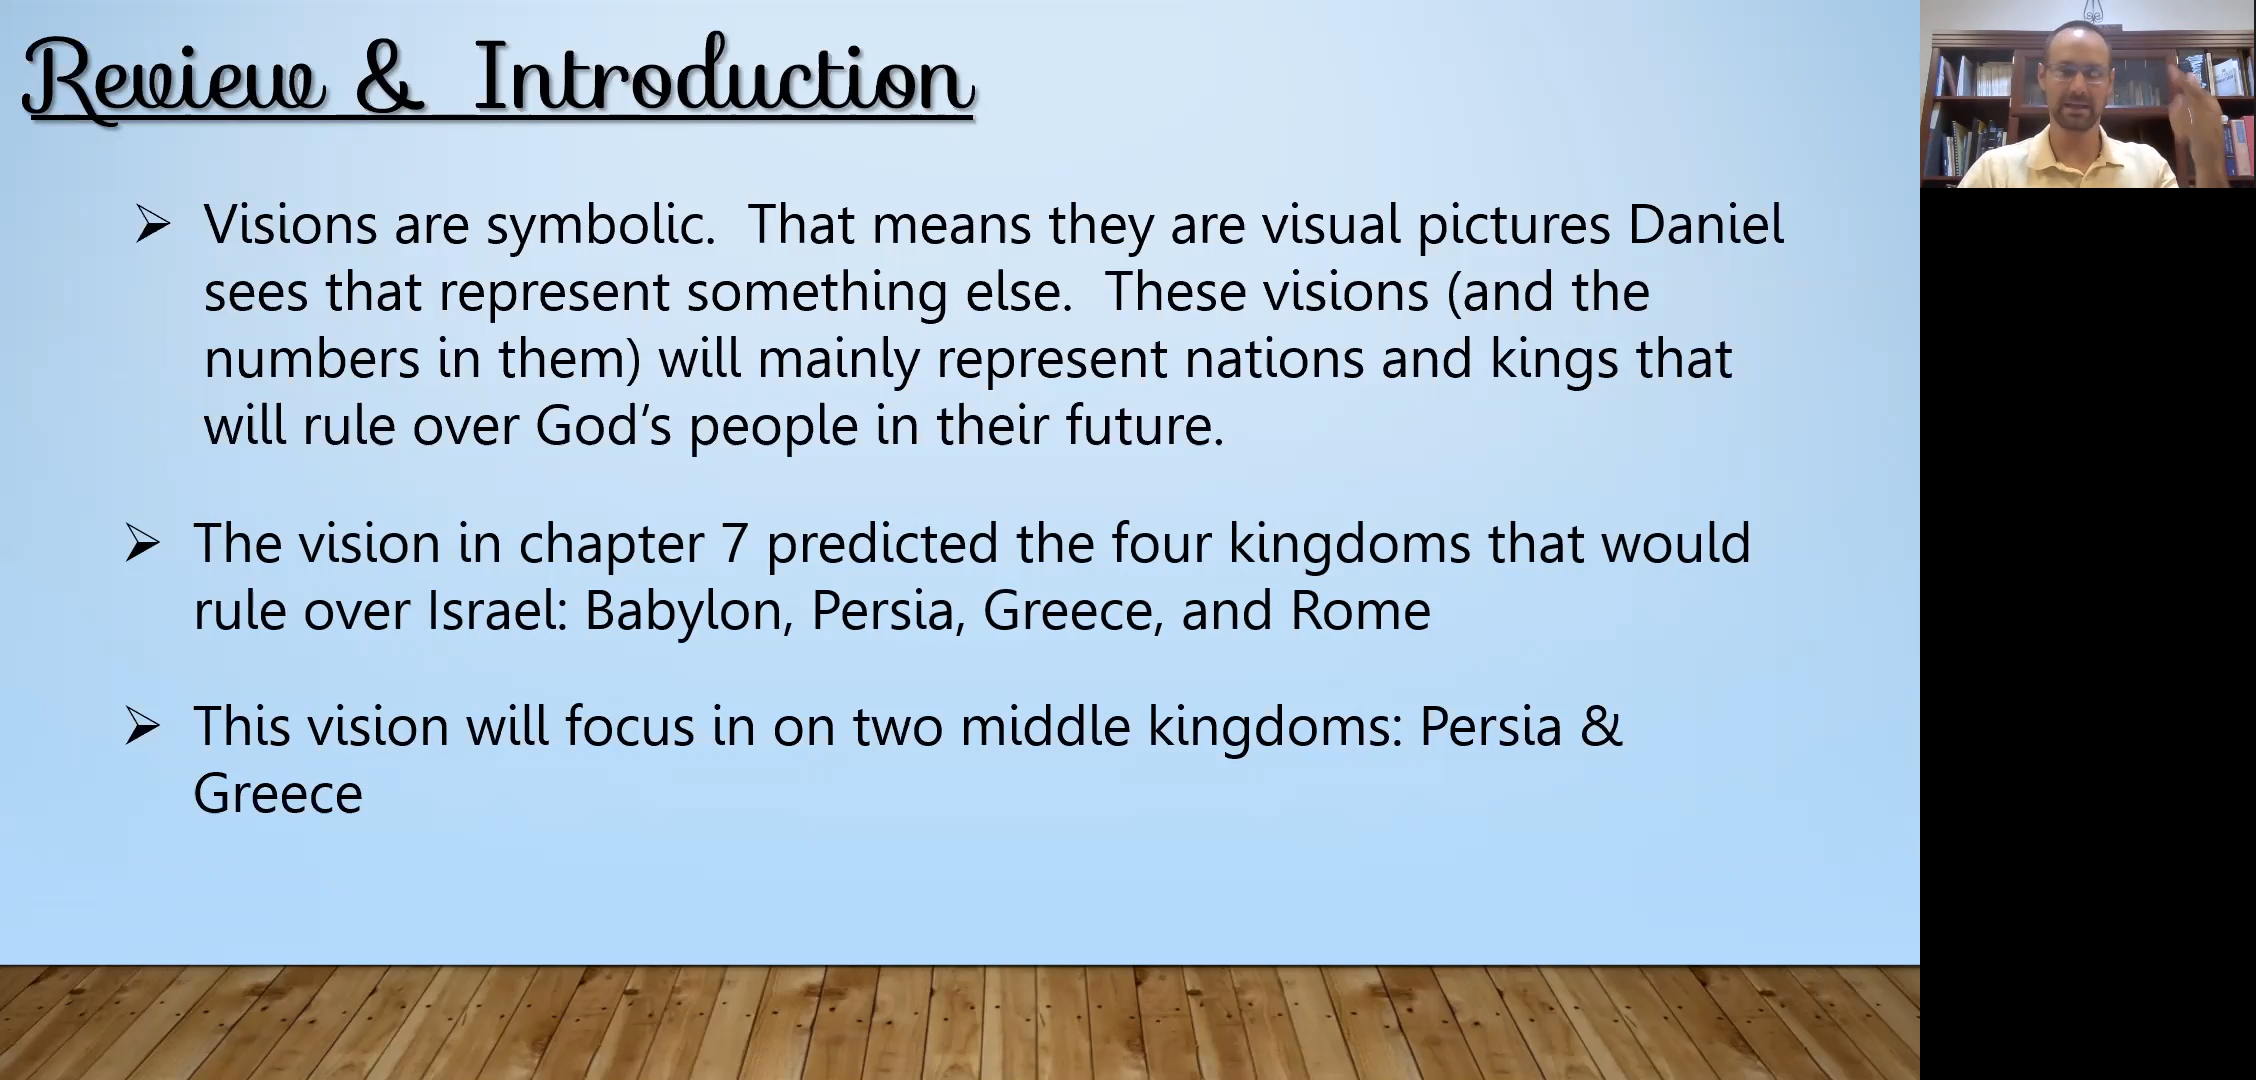 Review & Introduction
➢ Visions are symbolic. That means they are visual pictures Daniel
sees that represent something else. These visions (and the
numbers in them) will mainly represent nations and kings that
will rule over God’s people in their future.
➢ The vision in chapter 7 predicted the four kingdoms that would
rule over Israel: Babylon, Persia, Greece, and Rome
➢ This vision will focus in on two middle kingdoms: Persia &
Greece